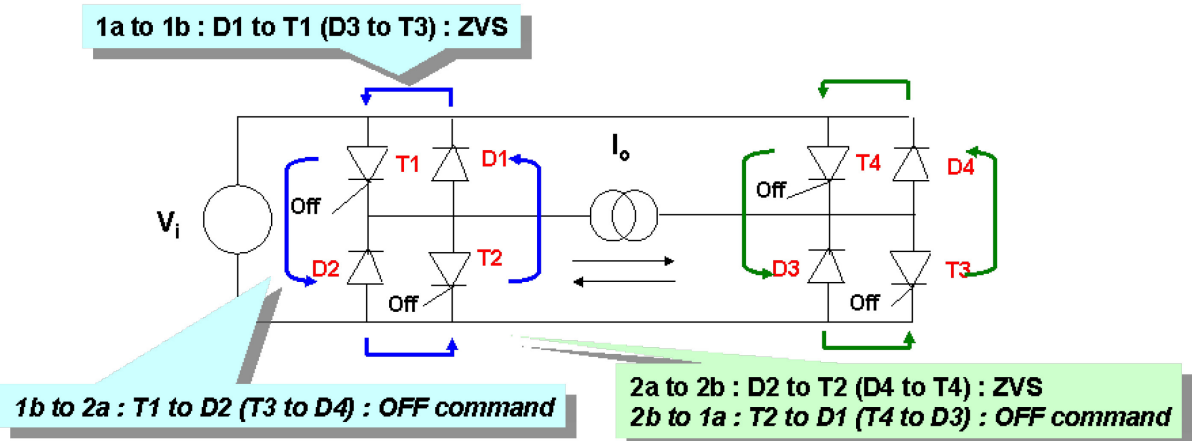 1a to 1b : D1 to T1 (D3 to T3) : ZVS
T1
D1
Io
T4
D4
Off
Off
Vi
D2
T2
D3
T3
Off
Off
2a to 2b : D2 to T2 (D4 to T4) : ZVS
1b to 2a : T1 to D2 (T3 to D4) : OFF command
2b to 1a : T2 to D1 (T4 to D3) : OFF command